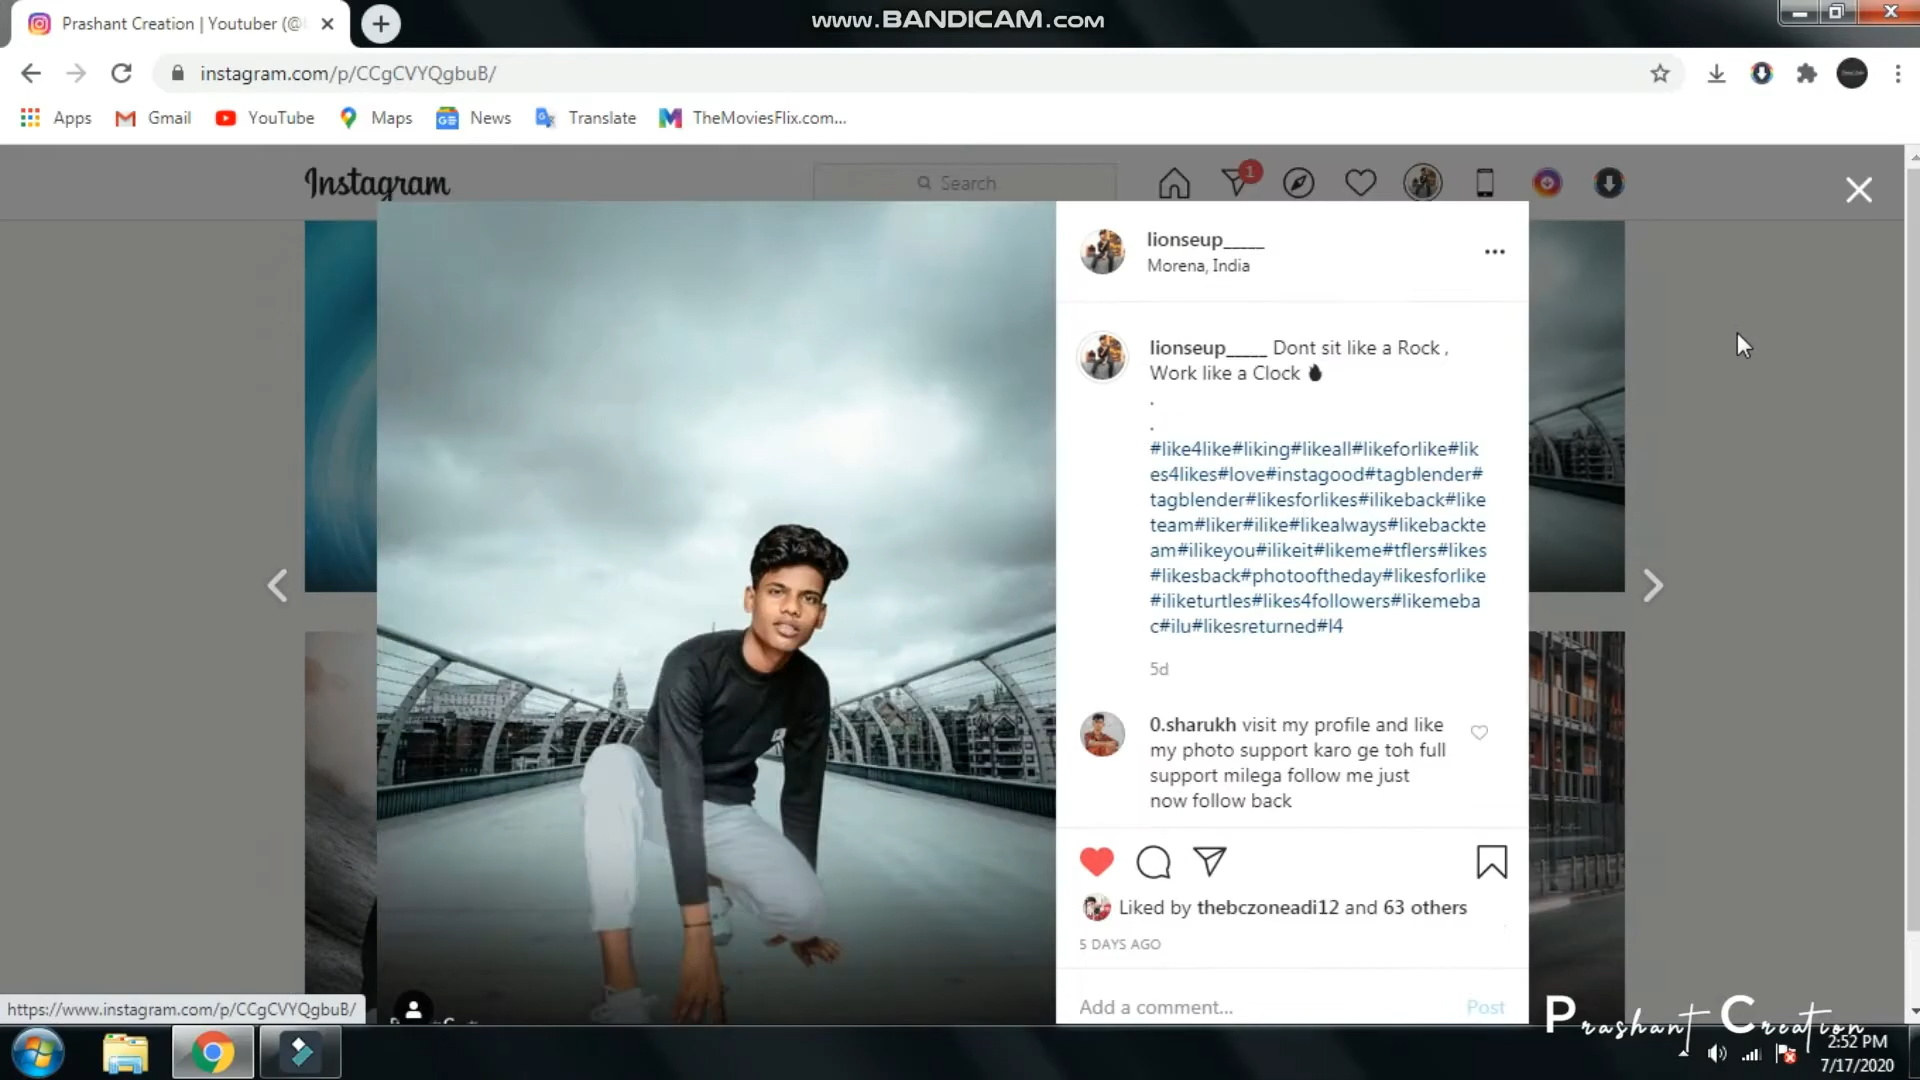 Prashant Creation | Youtuber (@
www.BANDICAM.com
instagram.com/p/CCgCVYQgbuB/
Apps
Gmail
YouTube
Maps
News
Translate
TheMoviesFlix.com...
Instagram
Search
1
lionseup_____
Morena, India
lionseup_____ Dont sit like a Rock ,
Work like a Clock
.
.
#like4like#liking#likeall#likeforlike#lik
es4likes#love#instagood#tagblender#
tagblender#likesforlikes#ilikeback#like
team#liker#ilike#likealways#likebackte
am#ilikeyou#ilikeit#likeme#tflers#likes
#likesback#photooftheday#likesforlike
#iliketurtles#likes4followers#likemeba
c#ilu#likesreturned#l4
5d
0.sharukh visit my profile and like
my photo support karo ge toh full
support milega follow me just
now follow back
Liked by thebczoneadi12 and 63 others
5 DAYS AGO
Add a comment...
Post
https://www.instagram.com/p/CCgCVYQgbuB/
Prashant Creation
2:52 PM
7/17/2020